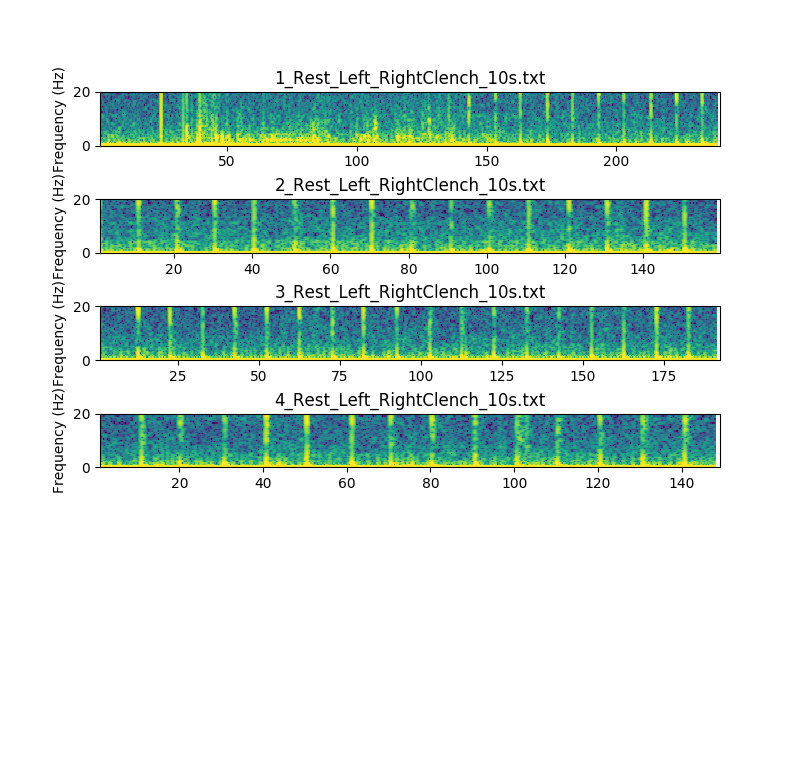 1_Rest_Left_RightClench_10s.txt
Frequency (Hz)
20
0
50 100 150 200
2_Rest_Left_RightClench_10s.txt
Frequency (Hz)
20
0
20 40 60 80 100 120 140
3_Rest_Left_RightClench_10s.txt
Frequency (Hz)
20
0
25 50 75 100 125 150 175
4_Rest_Left_RightClench_10s.txt
Frequency (Hz)
20
0
20 40 60 80 100 120 140